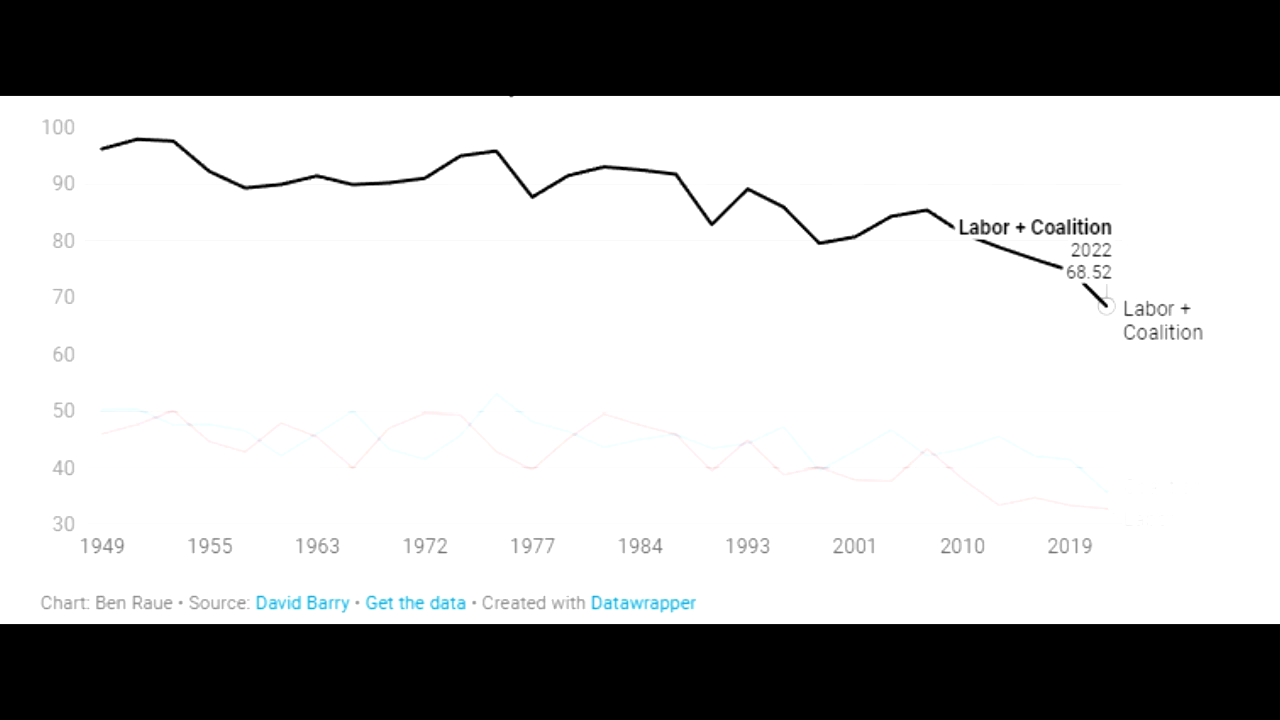 100
90
80
70
60
50
40
30
Labor + Coalition
2022
68.52
Labor +
Coalition
1949 1955 1963 1972 1977 1984 1993 2001 2010 2019
Chart: Ben Raue • Source: David Barry • Get the data • Created with Datawrapper